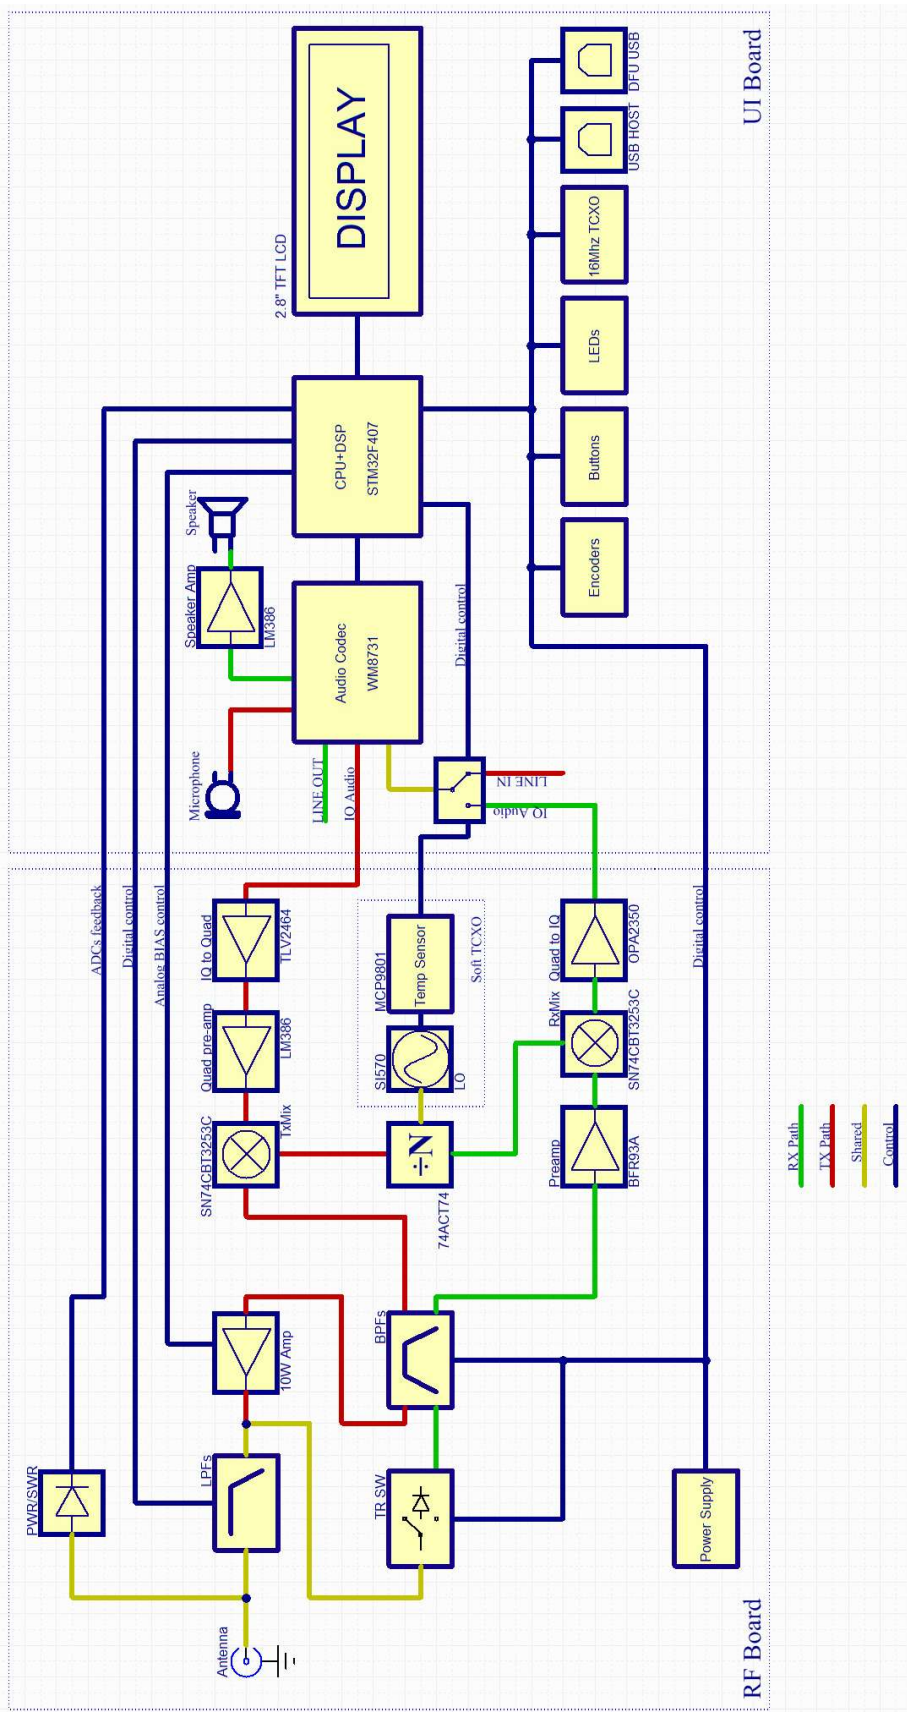 Antenna
PWR/SWR
LPFs
10W Amp
TR SW
BPFs
SN74CBT3253C
TxMix
Quad pre-amp
LM386
IQ to Quad
TLV2464
74ACT74
÷N
SI570
LO
MCP9801
Temp Sensor
Soft TCXO
Preamp
BFR93A
RxMix
SN74CBT3253C
Quad to IQ
OPA2350
Power Supply
RF Board
ADCs feedback
Digital control
Analog BIAS control
Digital control
Microphone
LINE OUT
IQ Audio
LINE IN
IQ Audio
Speaker Amp
LM386
Speaker
Audio Codec
WM8731
Digital control
CPU+DSP
STM32F407
2.8" TFT LCD
DISPLAY
Encoders
Buttons
LEDs
16Mhz TCXO
USB HOST
DFU USB
UI Board
RX Path
TX Path
Shared
Control